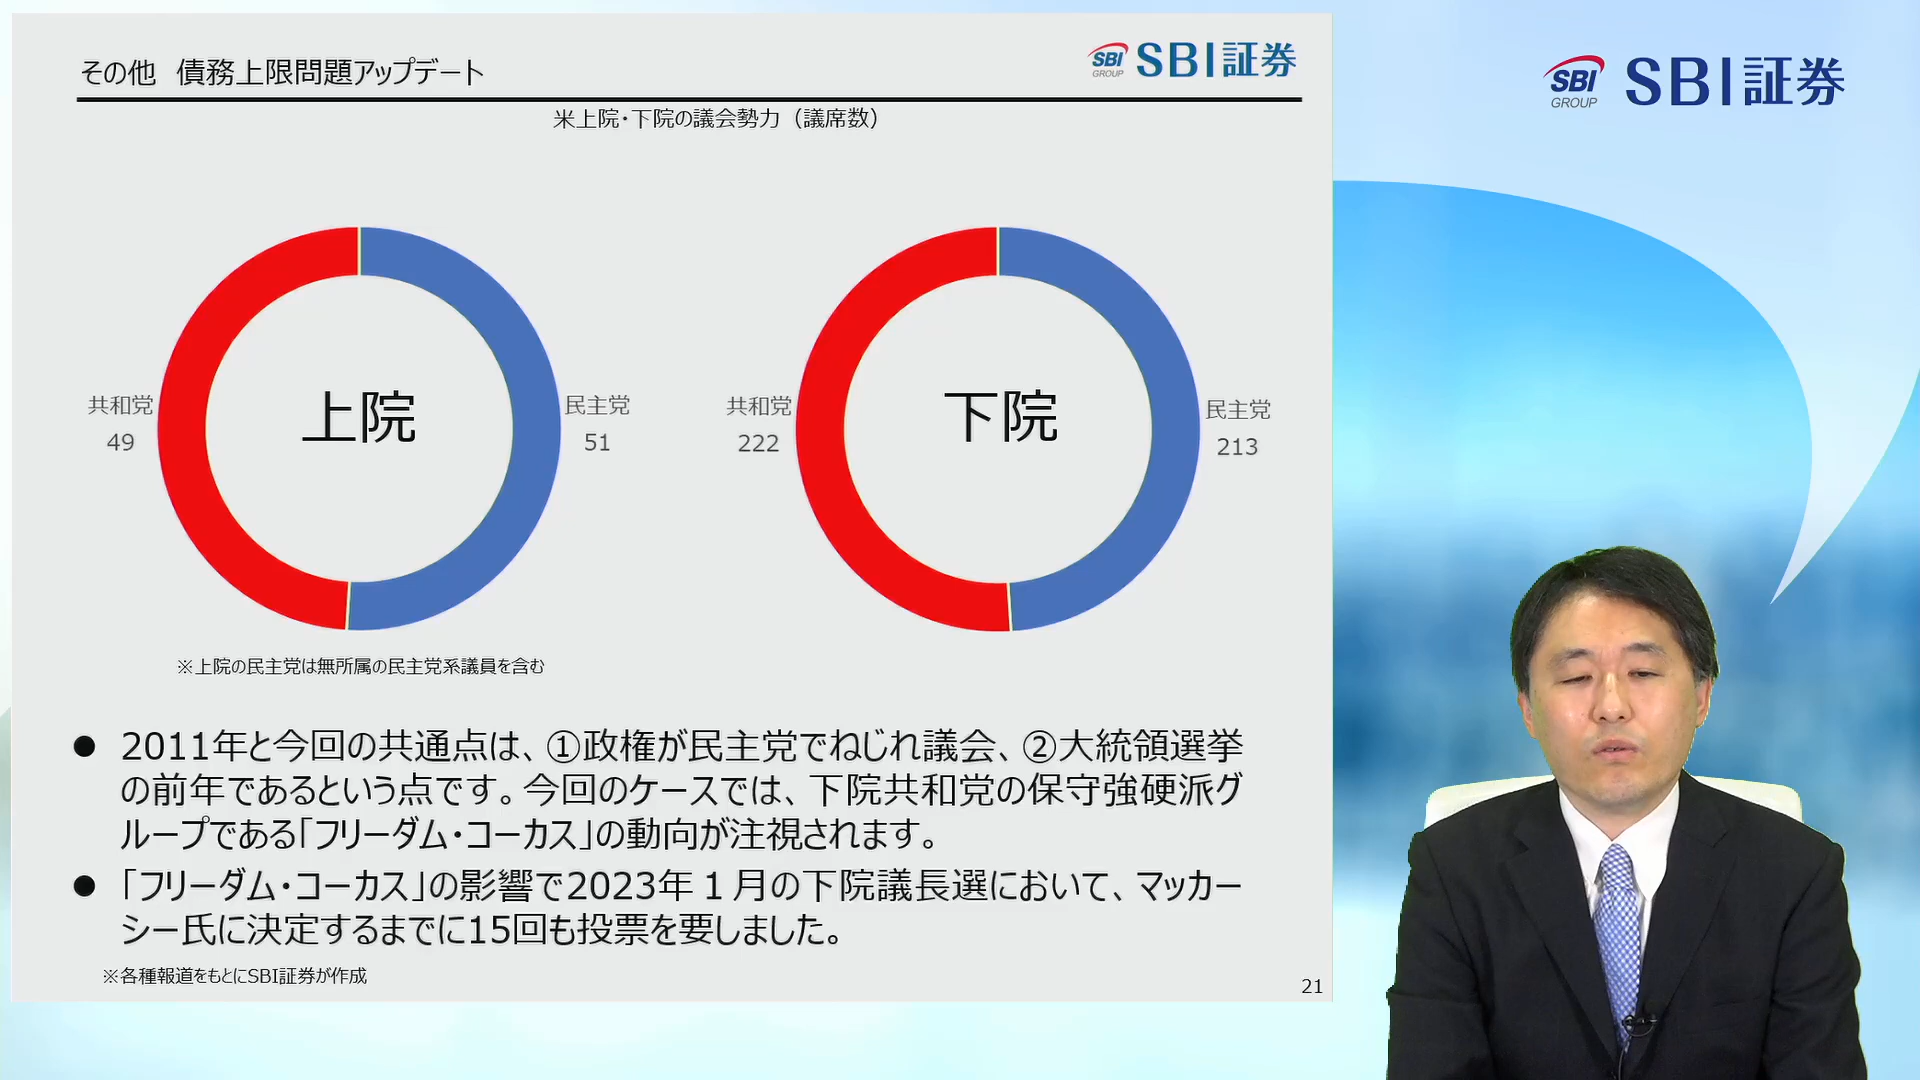 その他 債務上限問題アップデート
SBI GROUP SBI証券
SBI GROUP SBI証券
米上院・下院の議会勢力（議席数）
共和党
49
上院
民主党
51
共和党
222
下院
民主党
213
※上院の民主党は無所属の民主党系議員を含む
● 2011年と今回の共通点は、①政権が民主党でねじれ議会、②大統領選挙
の前年であるという点です。今回のケースでは、下院共和党の保守強硬派グ
ループである「フリーダム・コーカス」の動向が注視されます。
● 「フリーダム・コーカス」の影響で2023年１月の下院議長選において、マッカー
シー氏に決定するまでに15回も投票を要しました。
※各種報道をもとにSBI証券が作成
21